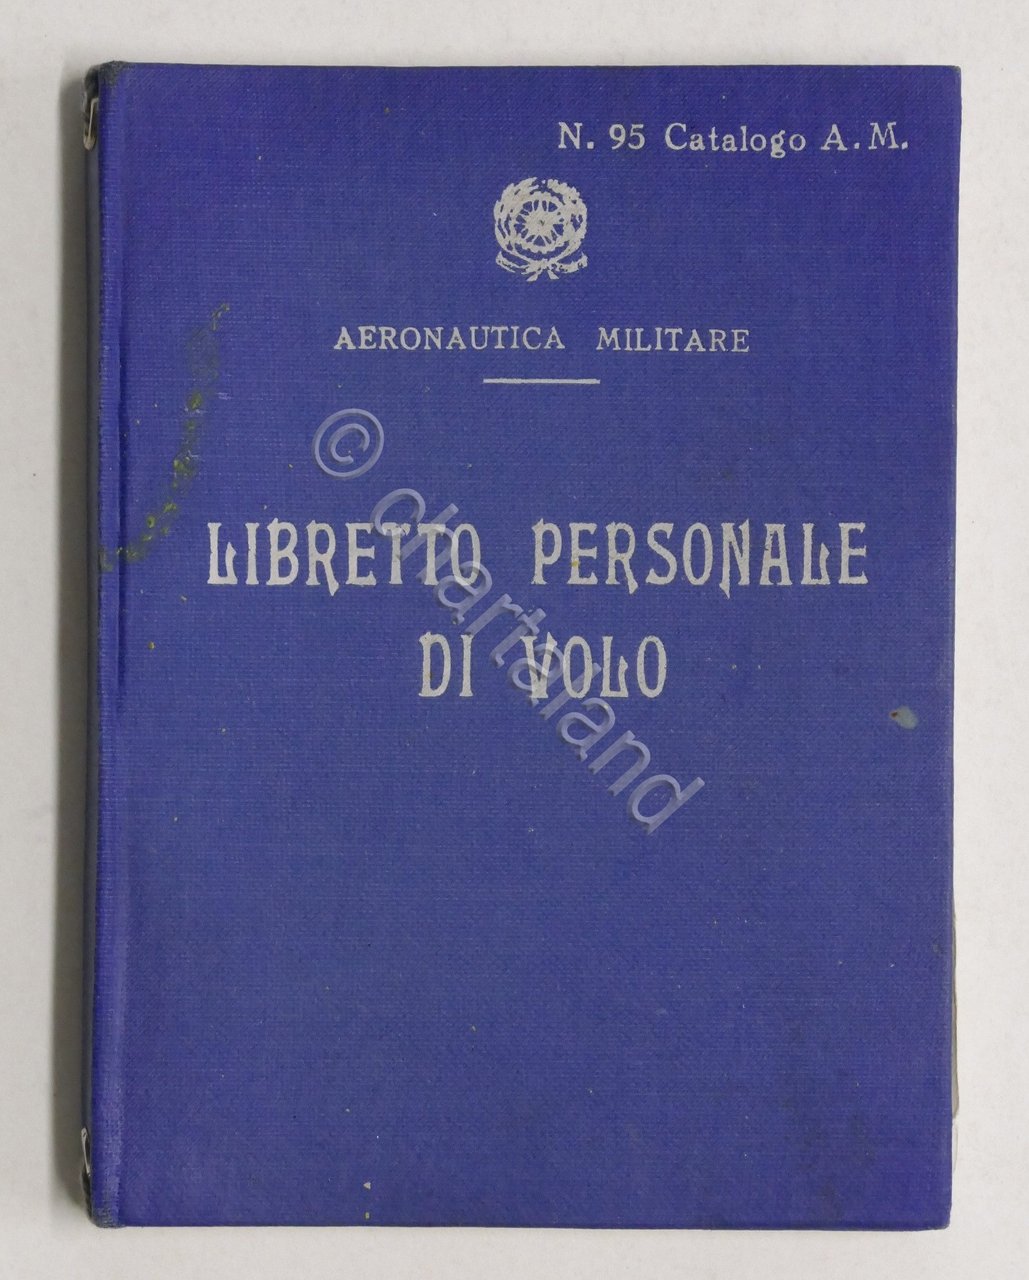 N. 95 Catalogo A.M.
AERONAUTICA MILITARE
LIBRETTO PERSONALE
DI VOLO
© chartaland